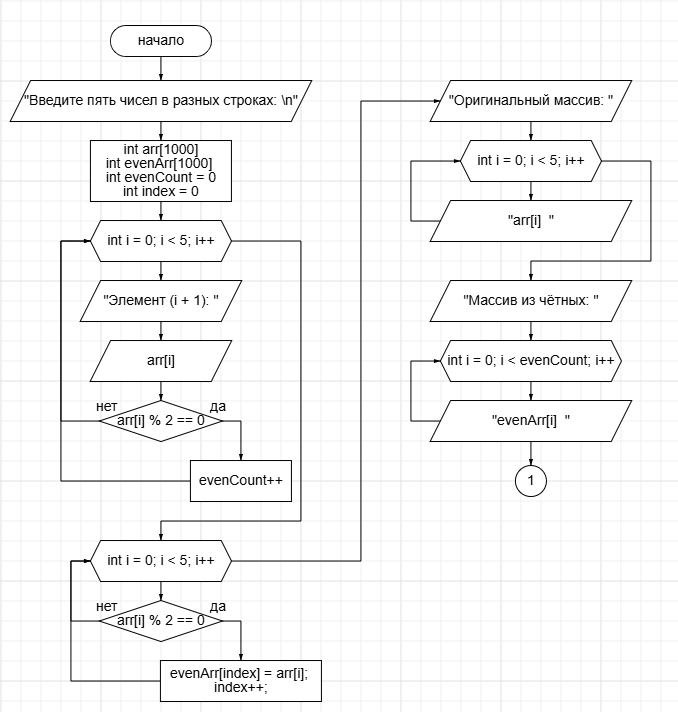 начало
"Введите пять чисел в разных строках: \n"
int arr[1000]
int evenArr[1000]
int evenCount = 0
int index = 0
int i = 0; i < 5; i++
"Элемент (i + 1): "
arr[i]
нет
да
arr[i] % 2 == 0
evenCount++
int i = 0; i < 5; i++
нет
да
arr[i] % 2 == 0
evenArr[index] = arr[i];
index++;
"Оригинальный массив: "
int i = 0; i < 5; i++
"arr[i]  "
"Массив из чётных: "
int i = 0; i < evenCount; i++
"evenArr[i]  "
1